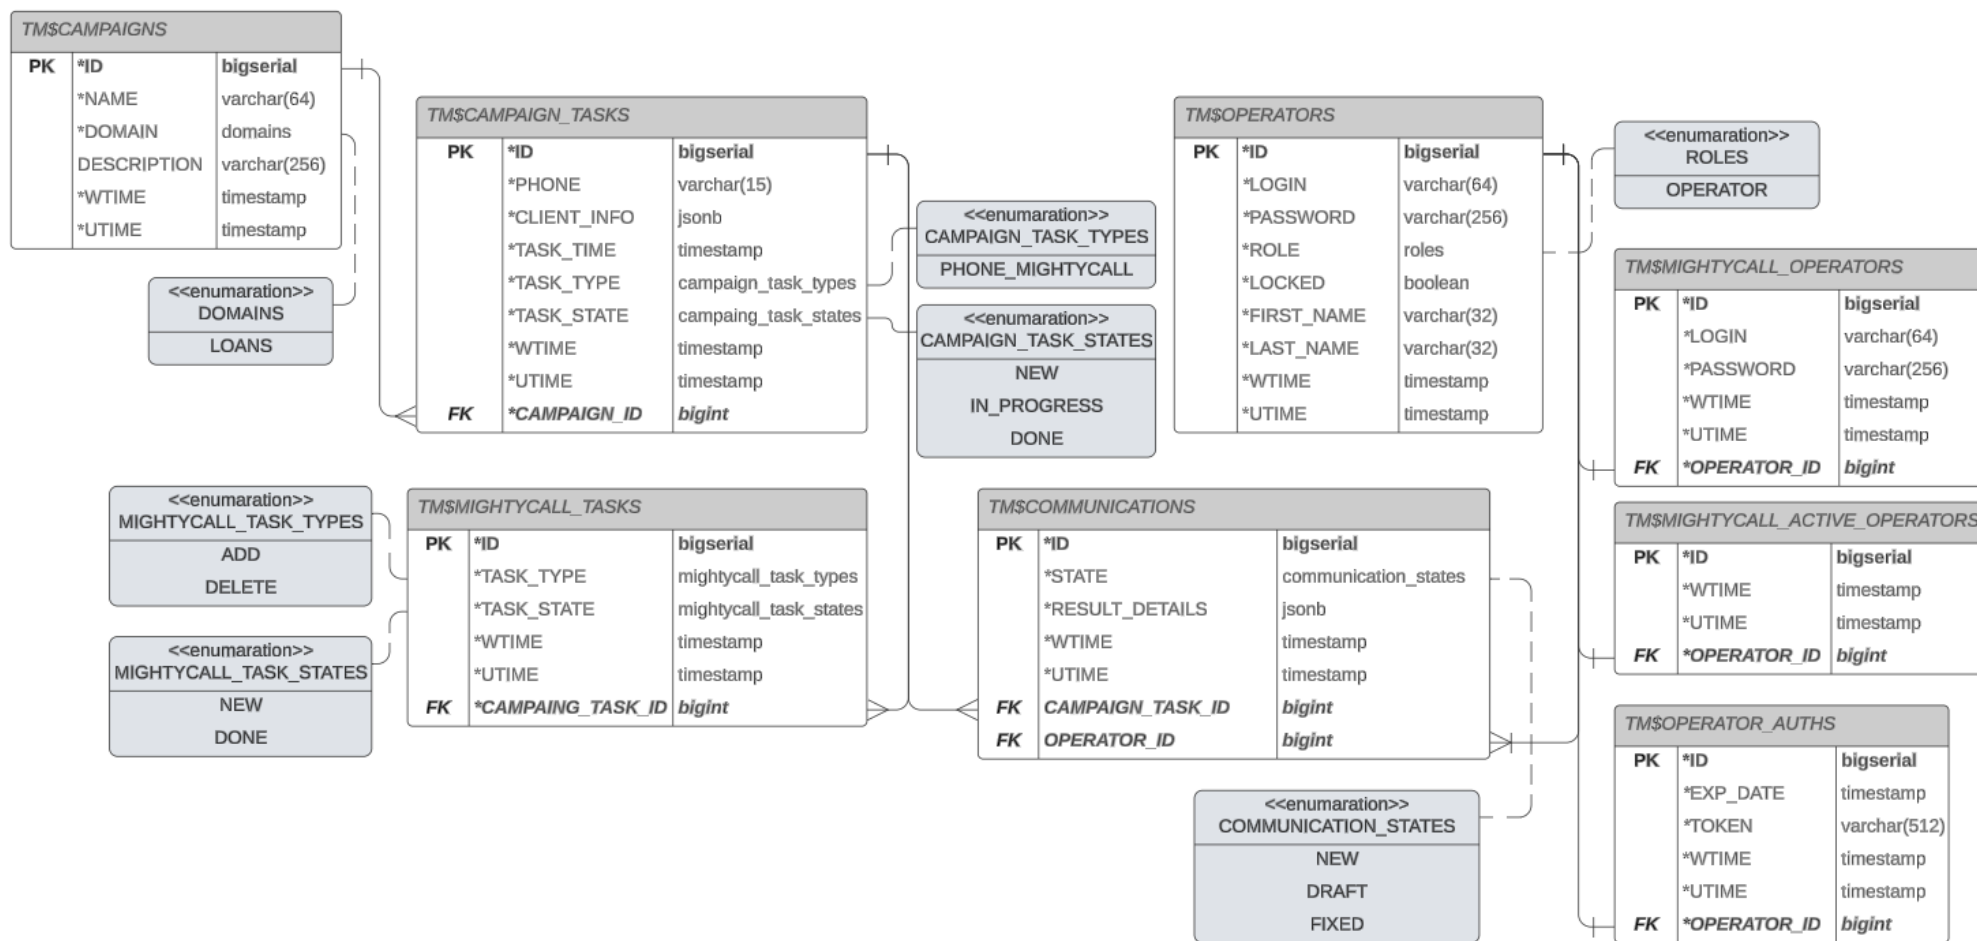 TM$CAMPAIGNS
PK *ID bigserial
*NAME varchar(64)
*DOMAIN domains
DESCRIPTION varchar(256)
*WTIME timestamp
*UTIME timestamp
<<enumaration>>
DOMAINS
LOANS
TM$CAMPAIGN_TASKS
PK *ID bigserial
*PHONE varchar(15)
*CLIENT_INFO jsonb
*TASK_TIME timestamp
*TASK_TYPE campaign_task_types
*TASK_STATE campaing_task_states
*WTIME timestamp
*UTIME timestamp
FK *CAMPAIGN_ID bigint
<<enumaration>>
CAMPAIGN_TASK_TYPES
PHONE_MIGHTYCALL
<<enumaration>>
CAMPAIGN_TASK_STATES
NEW
IN_PROGRESS
DONE
TM$OPERATORS
PK *ID bigserial
*LOGIN varchar(64)
*PASSWORD varchar(256)
*ROLE roles
*LOCKED boolean
*FIRST_NAME varchar(32)
*LAST_NAME varchar(32)
*WTIME timestamp
*UTIME timestamp
<<enumaration>>
ROLES
OPERATOR
TM$MIGHTYCALL_OPERATORS
PK *ID bigserial
*LOGIN varchar(64)
*PASSWORD varchar(256)
*WTIME timestamp
*UTIME timestamp
FK *OPERATOR_ID bigint
<<enumaration>>
MIGHTYCALL_TASK_TYPES
ADD
DELETE
<<enumaration>>
MIGHTYCALL_TASK_STATES
NEW
DONE
TM$MIGHTYCALL_TASKS
PK *ID bigserial
*TASK_TYPE mightycall_task_types
*TASK_STATE mightycall_task_states
*WTIME timestamp
*UTIME timestamp
FK *CAMPAING_TASK_ID bigint
TM$COMMUNICATIONS
PK *ID bigserial
*STATE communication_states
*RESULT_DETAILS jsonb
*WTIME timestamp
*UTIME timestamp
FK CAMPAIGN_TASK_ID bigint
FK OPERATOR_ID bigint
<<enumaration>>
COMMUNICATION_STATES
NEW
DRAFT
FIXED
TM$MIGHTYCALL_ACTIVE_OPERATORS
PK *ID bigserial
*WTIME timestamp
*UTIME timestamp
FK *OPERATOR_ID bigint
TM$OPERATOR_AUTHS
PK *ID bigserial
*EXP_DATE timestamp
*TOKEN varchar(512)
*WTIME timestamp
*UTIME timestamp
FK *OPERATOR_ID bigint